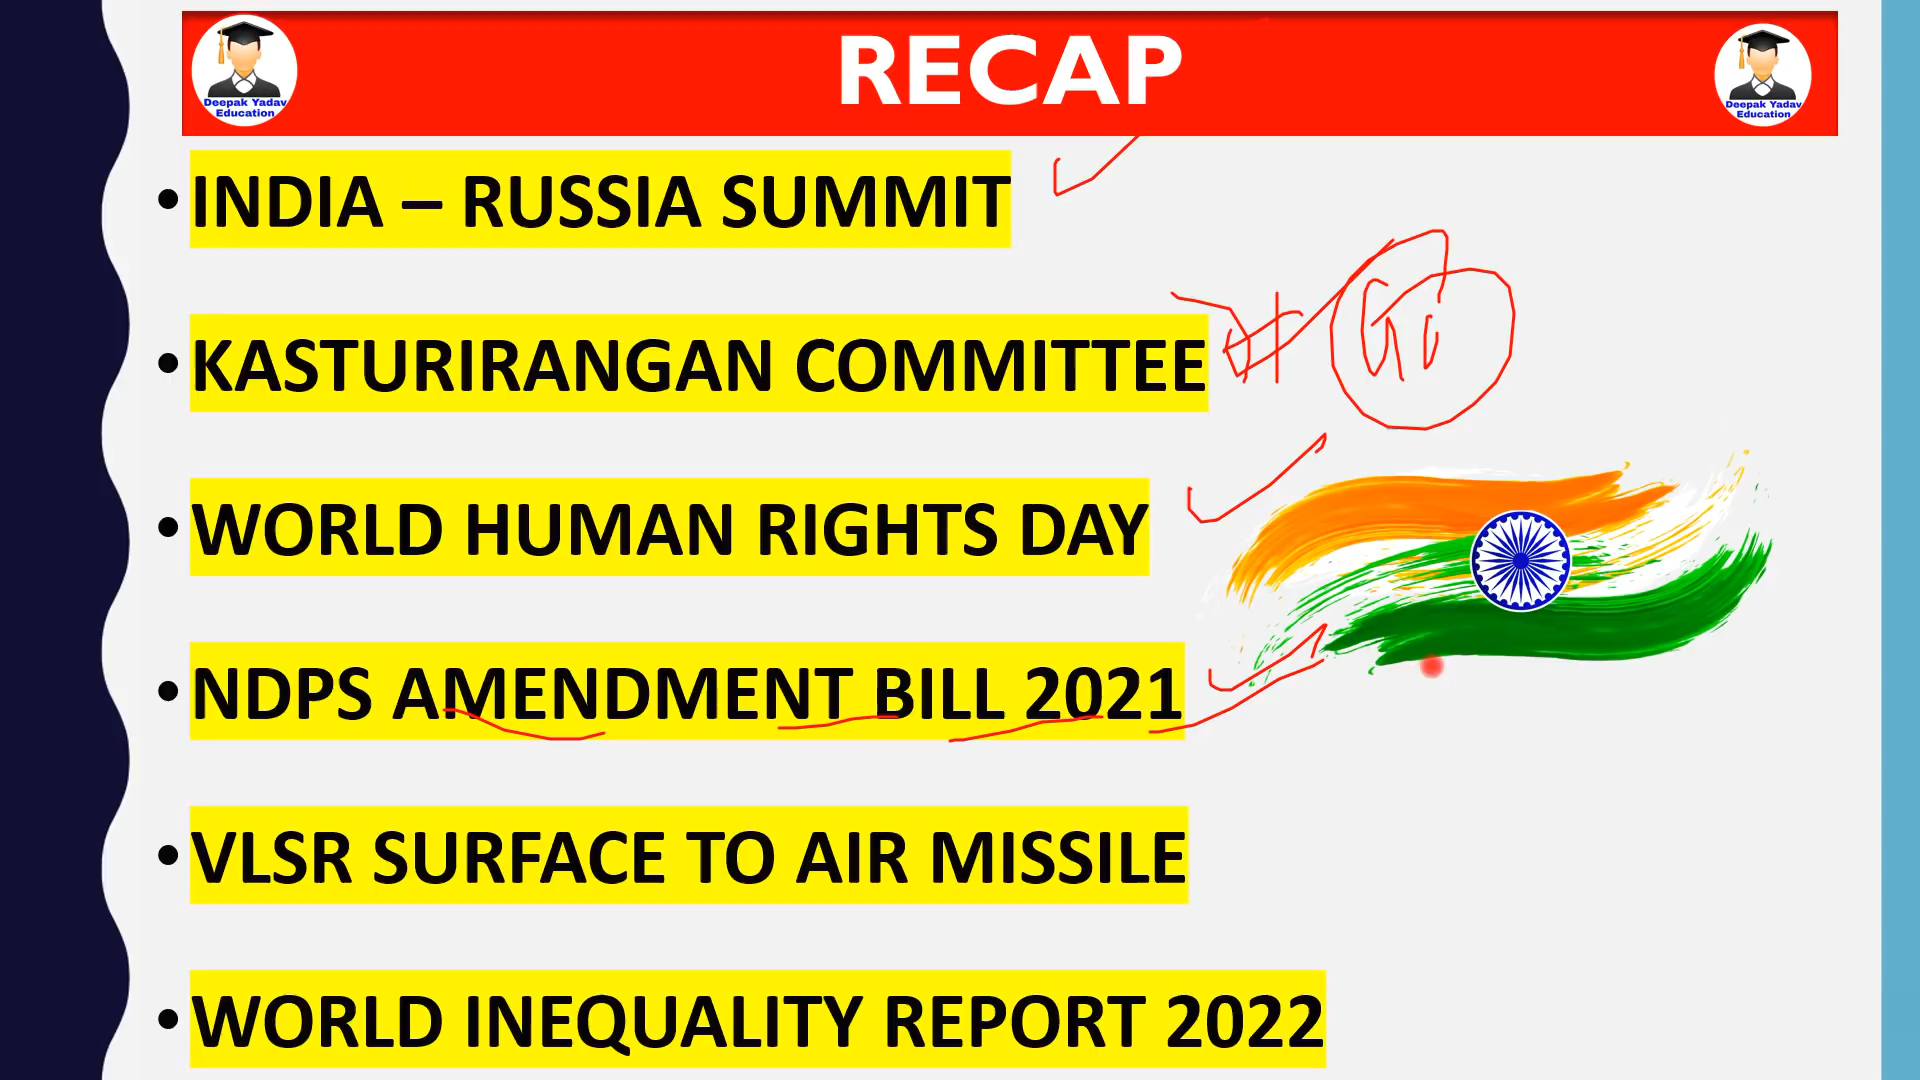 RECAP
Deepak Yadav
Education
Deepak Yadav
Education
• INDIA – RUSSIA SUMMIT
• KASTURIRANGAN COMMITTEE
• WORLD HUMAN RIGHTS DAY
• NDPS AMENDMENT BILL 2021
• VLSR SURFACE TO AIR MISSILE
• WORLD INEQUALITY REPORT 2022